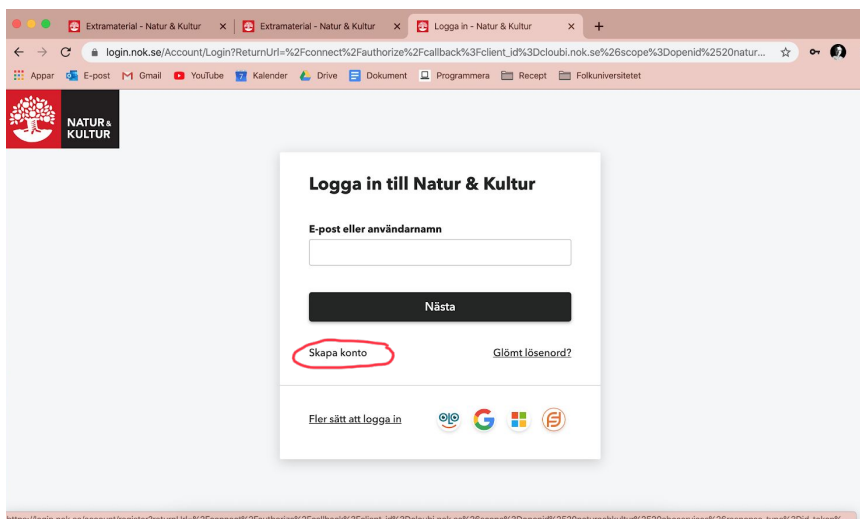 Extramaterial - Natur & Kultur
Extramaterial - Natur & Kultur
Logga in - Natur & Kultur
login.nok.se/Account/Login?ReturnUrl=%2Fconnect%2Fauthorize%2Fcallback%3Fclient_id%3Dcloubi.nok.se%26scope%3Dopenid%2520natur...
Appar E-post Gmail YouTube 7 Kalender Drive Dokument Programmera Recept Folkuniversitetet
NATUR &
KULTUR
Logga in till Natur & Kultur
E-post eller användarnamn
Nästa
Skapa konto Glömt lösenord?
Fler sätt att logga in